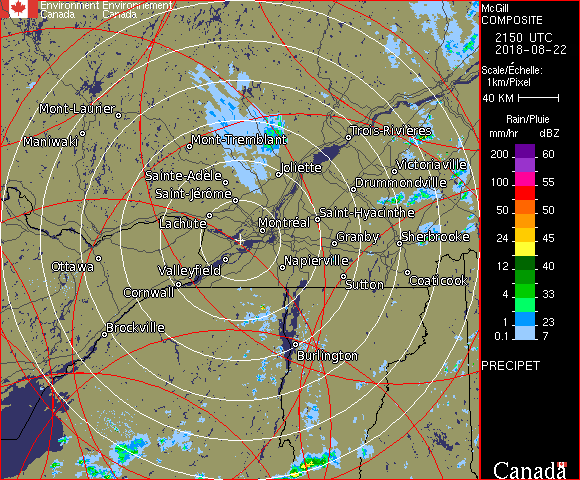 Environment Environnement
Canada Canada
McGill
COMPOSITE
2150 UTC
2018-08-22
Scale/Échelle:
1km/Pixel
40 KM
Rain/Pluie
mm/hr dBZ
200 60
100 55
50 50
24 45
12 40
4 33
1 23
0.1 7
PRECIPET
Canada
Mont-Laurier
Maniwaki
Mont-Tremblant
Trois-Rivières
Victoriaville
Joliette
Sainte-Adèle
Drummondville
Saint-Jérôme
Saint-Hyacinthe
Lachute
Montréal
Granby
Sherbrooke
Ottawa
Valleyfield
Napierville
Sutton
Coaticook
Cornwall
Brockville
Burlington